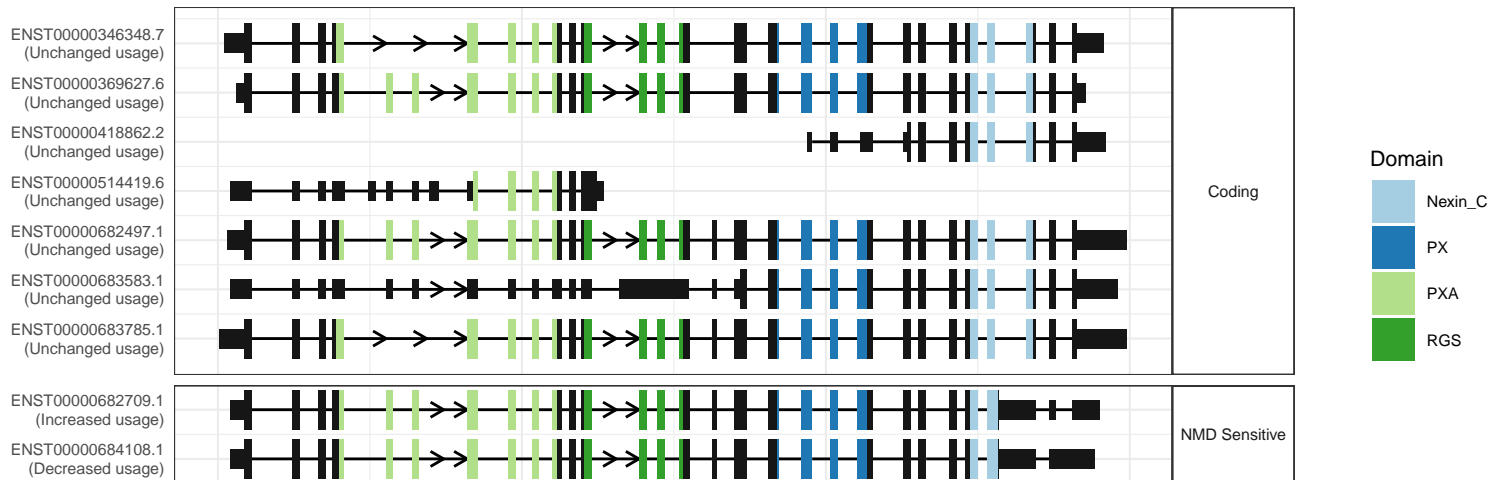 ENST00000346348.7
(Unchanged usage)
ENST00000369627.6
(Unchanged usage)
ENST00000418862.2
(Unchanged usage)
ENST00000514419.6
(Unchanged usage)
ENST00000682497.1
(Unchanged usage)
ENST00000683583.1
(Unchanged usage)
ENST00000683785.1
(Unchanged usage)
Coding
ENST00000682709.1
(Increased usage)
ENST00000684108.1
(Decreased usage)
NMD Sensitive
Domain
Nexin_C
PX
PXA
RGS